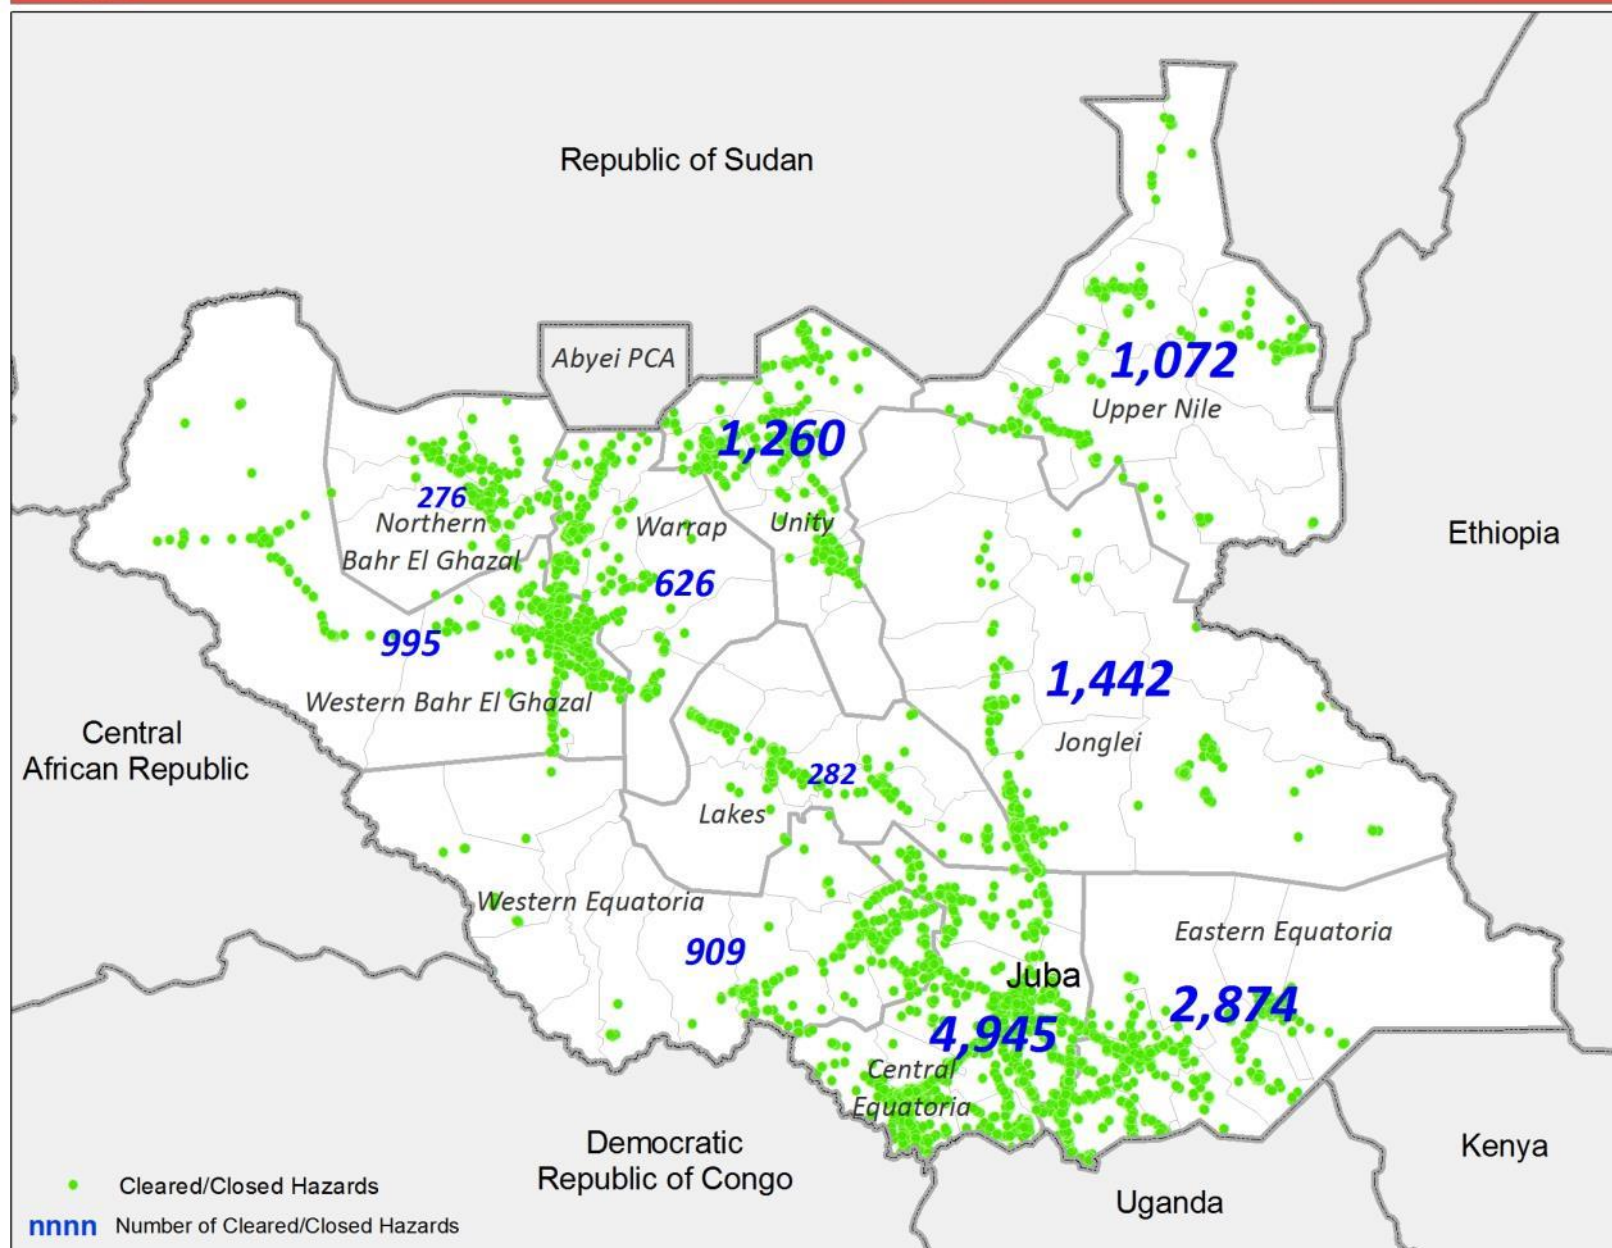 Republic of Sudan
Abyei PCA
1,072
Upper Nile
1,260
276
Northern
Bahr El Ghazal
Warrap
Unity
Ethiopia
626
995
Western Bahr El Ghazal
1,442
Jonglei
Central
African Republic
282
Lakes
Western Equatoria
909
Eastern Equatoria
Juba
2,874
4,945
Central
Equatoria
Democratic
Republic of Congo
Kenya
Uganda
Cleared/Closed Hazards
nnnn Number of Cleared/Closed Hazards